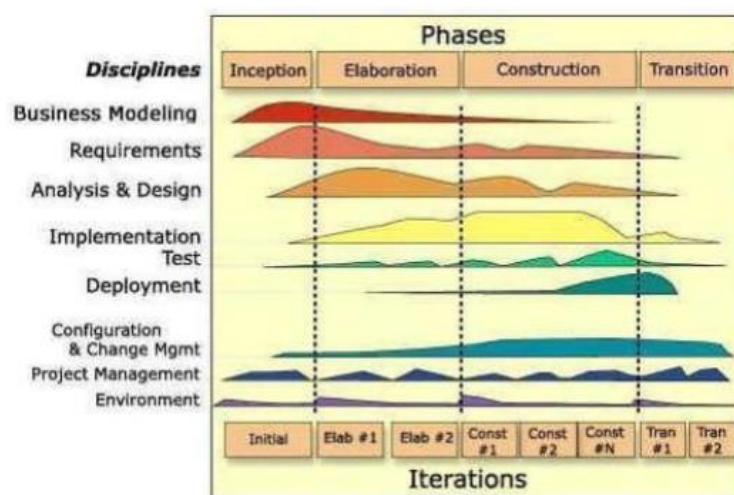 Phases
Disciplines Inception Elaboration Construction Transition
Business Modeling
Requirements
Analysis & Design
Implementation
Test
Deployment
Configuration
& Change Mgmt
Project Management
Environment
Initial Elab #1 Elab #2 Const #1 Const #2 Const #N Tran #1 Tran #2
Iterations